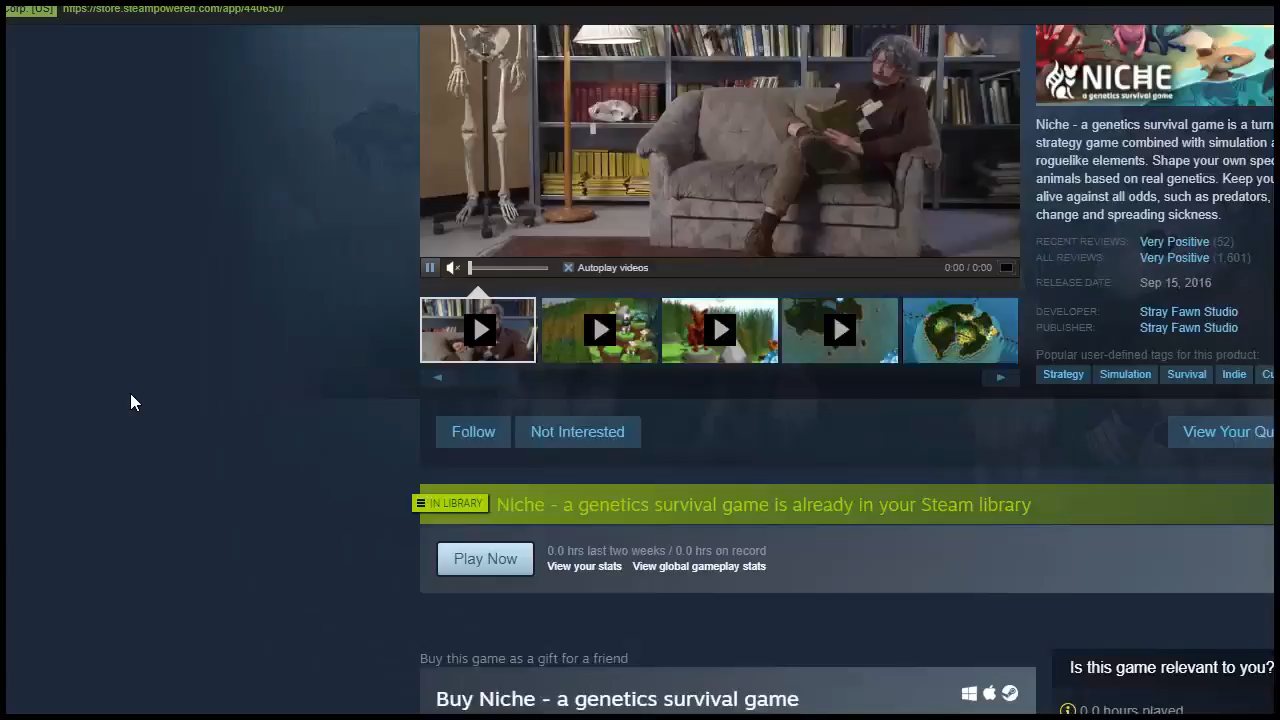 Corp [US] https://store.steampowered.com/app/440650/
NICHE
a genetics survival game
Niche - a genetics survival game is a turn
strategy game combined with simulation a
roguelike elements. Shape your own spec
animals based on real genetics. Keep you
alive against all odds, such as predators,
change and spreading sickness.
RECENT REVIEWS: Very Positive (52)
ALL REVIEWS: Very Positive (1,601)
RELEASE DATE: Sep 15, 2016
DEVELOPER: Stray Fawn Studio
PUBLISHER: Stray Fawn Studio
Popular user-defined tags for this product:
Strategy Simulation Survival Indie Cu
Autoplay videos 0:00 / 0:00
Follow Not Interested View Your Qu
IN LIBRARY Niche - a genetics survival game is already in your Steam library
Play Now
0.0 hrs last two weeks / 0.0 hrs on record
View your stats View global gameplay stats
Buy this game as a gift for a friend
Buy Niche - a genetics survival game
Is this game relevant to you?
0.0 hours played